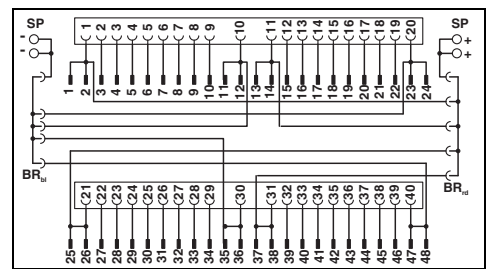 SP 1 2 3 4 5 6 7 8 9 10 11 12 13 14 15 16 17 18 19 20 SP
- +
- +
1 2 3 4 5 6 7 8 9 10 11 12 13 14 15 16 17 18 19 20 21 22 23 24
BRbl BRrd
21 22 23 24 25 26 27 28 29 30 31 32 33 34 35 36 37 38 39 40
25 26 27 28 29 30 31 32 33 34 35 36 37 38 39 40 41 42 43 44 45 46 47 48